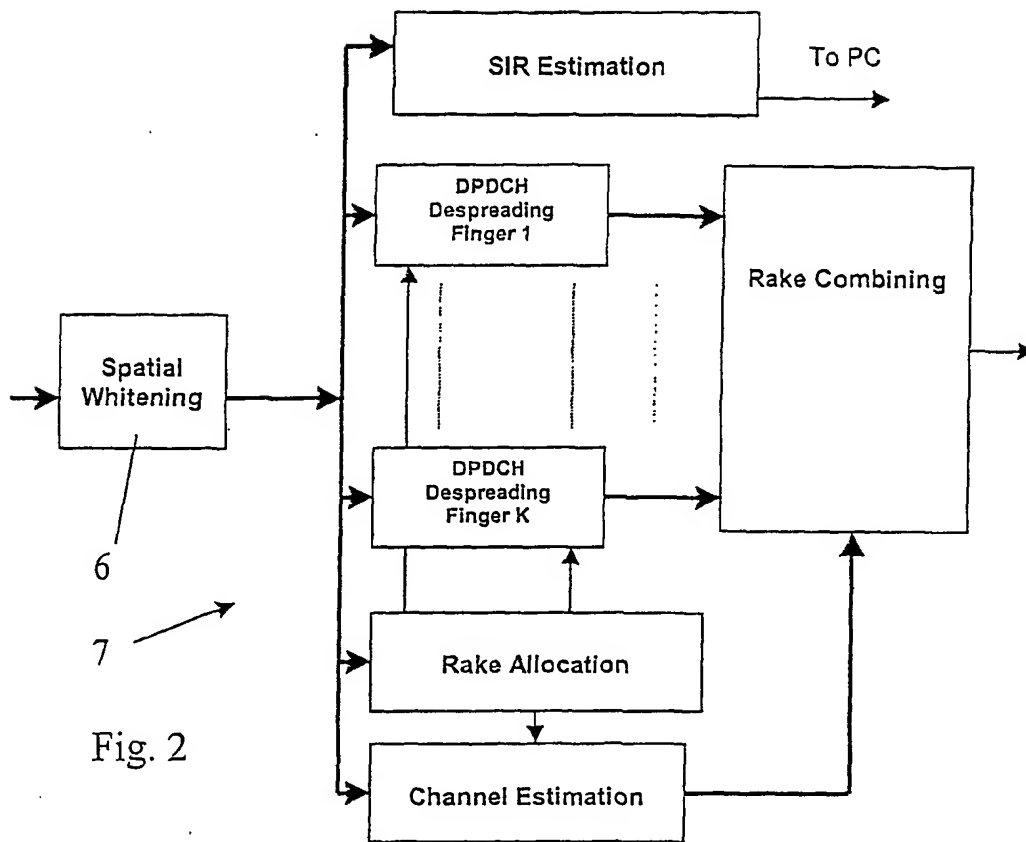 SIR Estimation
To PC
DPDCH
Despreading
Finger 1
Rake Combining
Spatial
Whitening
DPDCH
Despreading
Finger K
6
7
Rake Allocation
Fig. 2
Channel Estimation